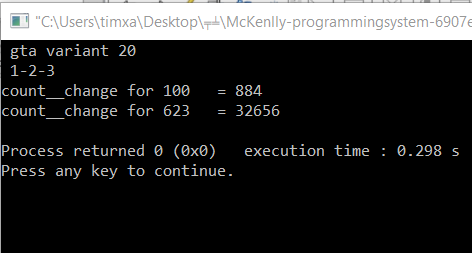 "C:\Users\timxa\Desktop\╤╧\McKenlly-programmingsystem-6907e
gta variant 20
1-2-3
count__change for 100   = 884
count__change for 623   = 32656
Process returned 0 (0x0)   execution time : 0.298 s
Press any key to continue.